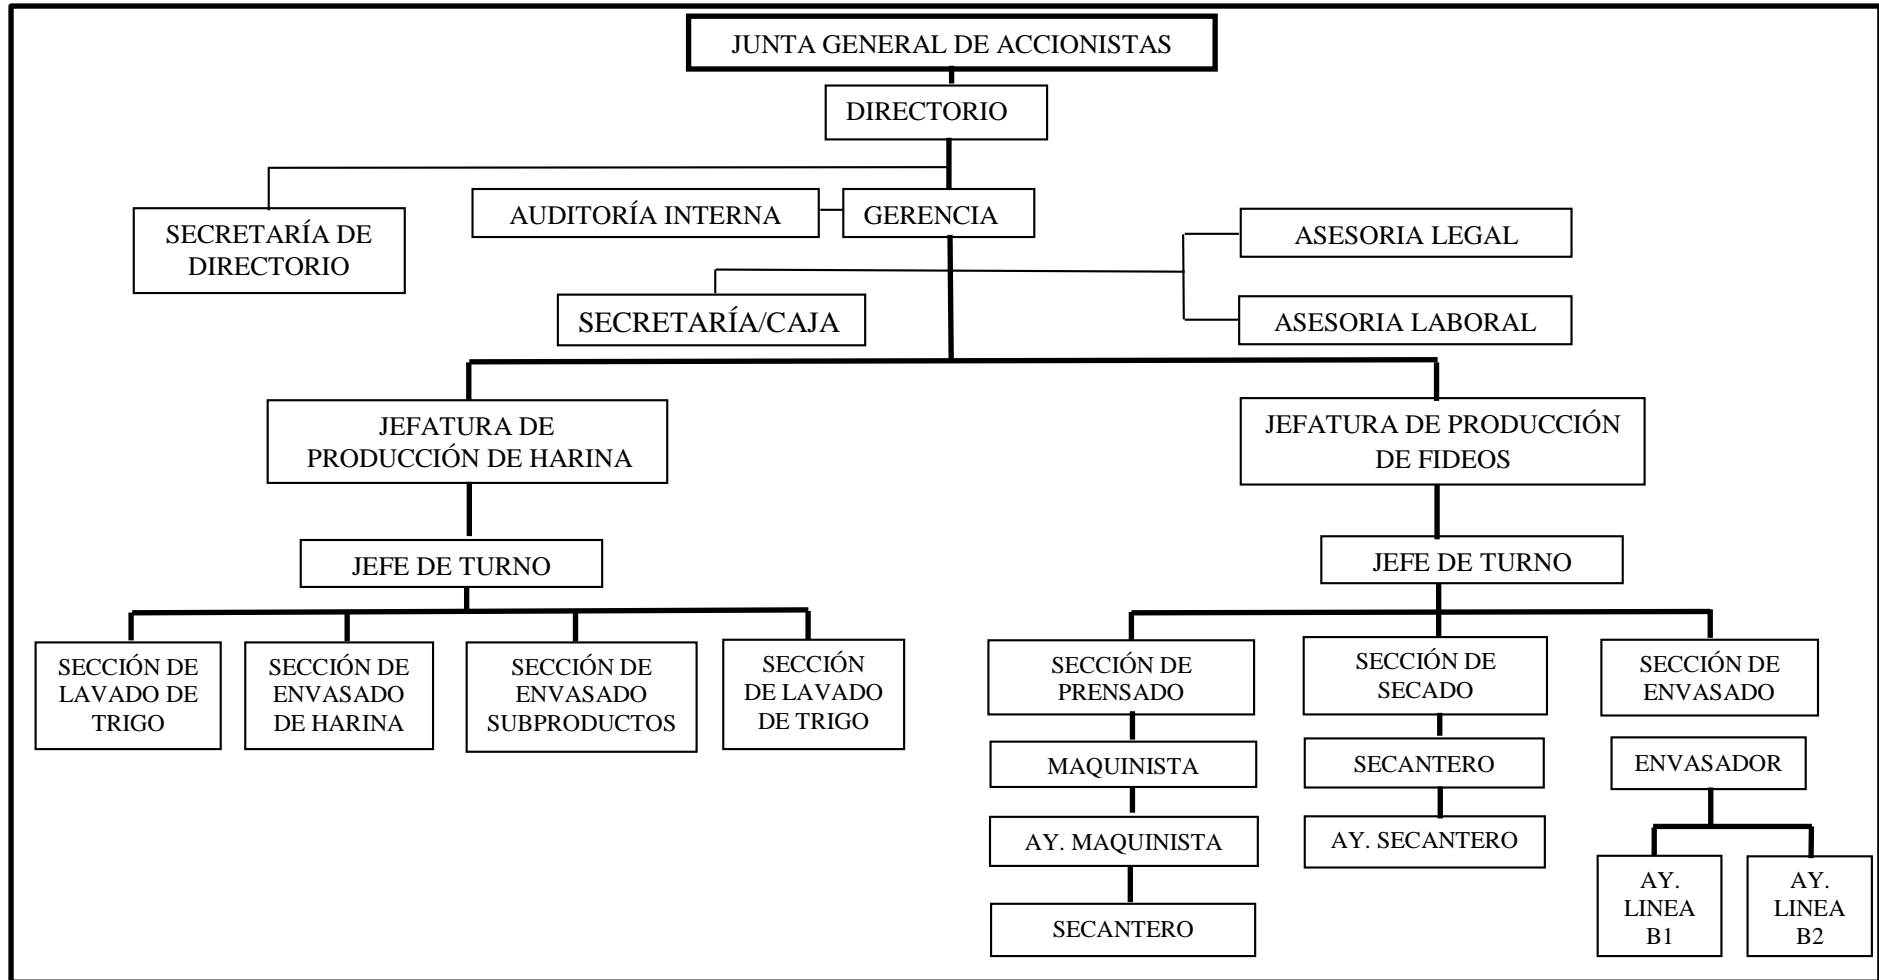 JUNTA GENERAL DE ACCIONISTAS
DIRECTORIO
SECRETARÍA DE
DIRECTORIO
AUDITORÍA INTERNA
GERENCIA
ASESORIA LEGAL
SECRETARÍA/CAJA
ASESORIA LABORAL
JEFATURA DE
PRODUCCIÓN DE HARINA
JEFATURA DE PRODUCCIÓN
DE FIDEOS
JEFE DE TURNO
JEFE DE TURNO
SECCIÓN DE
LAVADO DE
TRIGO
SECCIÓN DE
ENVASADO
DE HARINA
SECCIÓN DE
ENVASADO
SUBPRODUCTOS
SECCIÓN
DE LAVADO
DE TRIGO
SECCIÓN DE
PRENSADO
SECCIÓN DE
SECADO
SECCIÓN DE
ENVASADO
MAQUINISTA
SECANTERO
ENVASADOR
AY. MAQUINISTA
AY. SECANTERO
SECANTERO
AY.
LINEA
B1
AY.
LINEA
B2